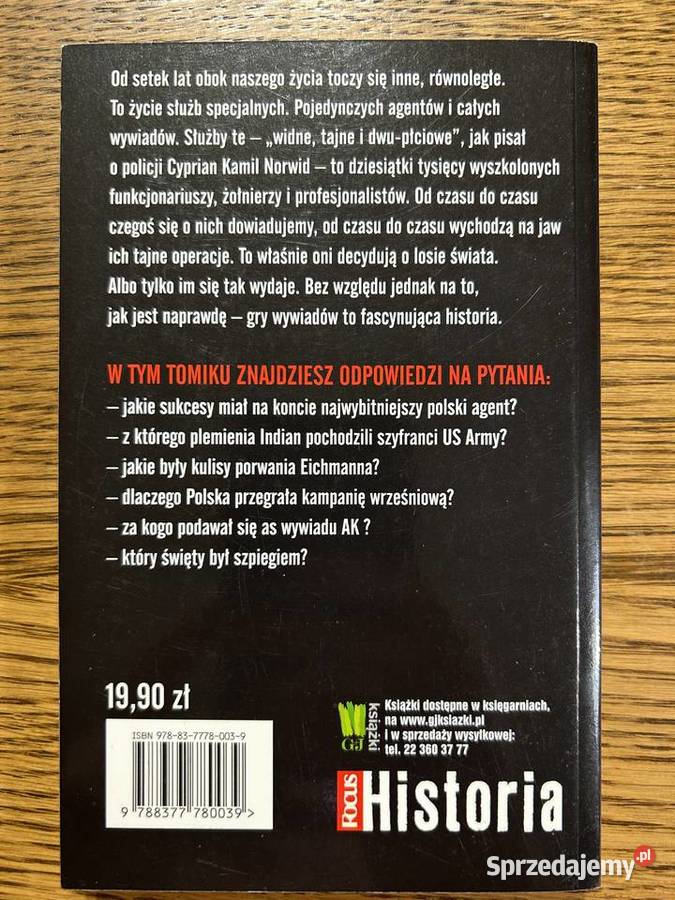 Od setek lat obok naszego życia toczy się inne, równoległe.
To życie służb specjalnych. Pojedynczych agentów i całych
wywiadów. Służby te – „widne, tajne i dwu-płciowe”, jak pisał
o policji Cyprian Kamil Norwid – to dziesiątki tysięcy wyszkolonych
funkcjonariuszy, żołnierzy i profesjonalistów. Od czasu do czasu
czegoś się o nich dowiadujemy, od czasu do czasu wychodzą na jaw
ich tajne operacje. To właśnie oni decydują o losie świata.
Albo tylko im się tak wydaje. Bez względu jednak na to,
jak jest naprawdę – gry wywiadów to fascynująca historia.
W TYM TOMIKU ZNAJDZIESZ ODPOWIEDZI NA PYTANIA:
– jakie sukcesy miał na koncie najwybitniejszy polski agent?
– z którego plemienia Indian pochodzili szyfranci US Army?
– jakie były kulisy porwania Eichmanna?
– dlaczego Polska przegrała kampanię wrześniową?
– za kogo podawał się as wywiadu AK ?
– który święty był szpiegiem?
19,90 zł
ISBN 978-83-7778-003-9
9 788377 780039 >
GJ
książki
Książki dostępne w księgarniach,
na www.gjksiazki.pl
i w sprzedaży wysyłkowej:
tel. 22 360 37 77
FOCUS
Historia
Sprzedajemy.pl